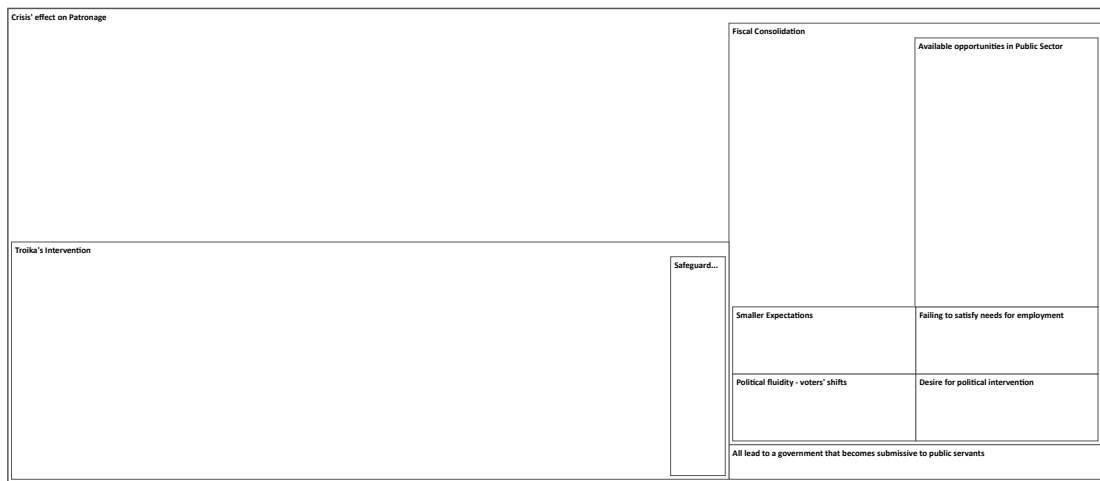 Crisis' effect on Patronage
Fiscal Consolidation
Available opportunities in Public Sector
Troika's Intervention
Safeguard...
Smaller Expectations
Failing to satisfy needs for employment
Political fluidity - voters' shifts
Desire for political intervention
All lead to a government that becomes submissive to public servants